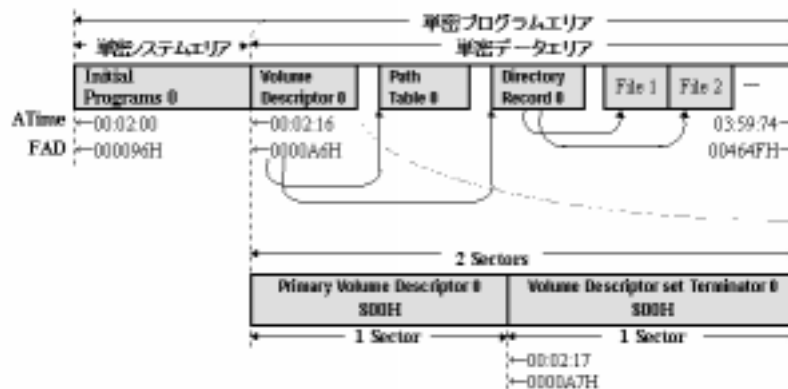 単密プログラムエリア
単密システムエリア
単密データエリア
Initial Programs 0
Volume Descriptor 0
Path Table 0
Directory Record 0
File 1
File 2
ATime
00:02:00
00:02:16
03:59:74
FAD
000096H
0000A6H
00464FH
2 Sectors
Primary Volume Descriptor 0
800H
Volume Descriptor set Terminator 0
800H
1 Sector
1 Sector
00:02:17
0000A7H